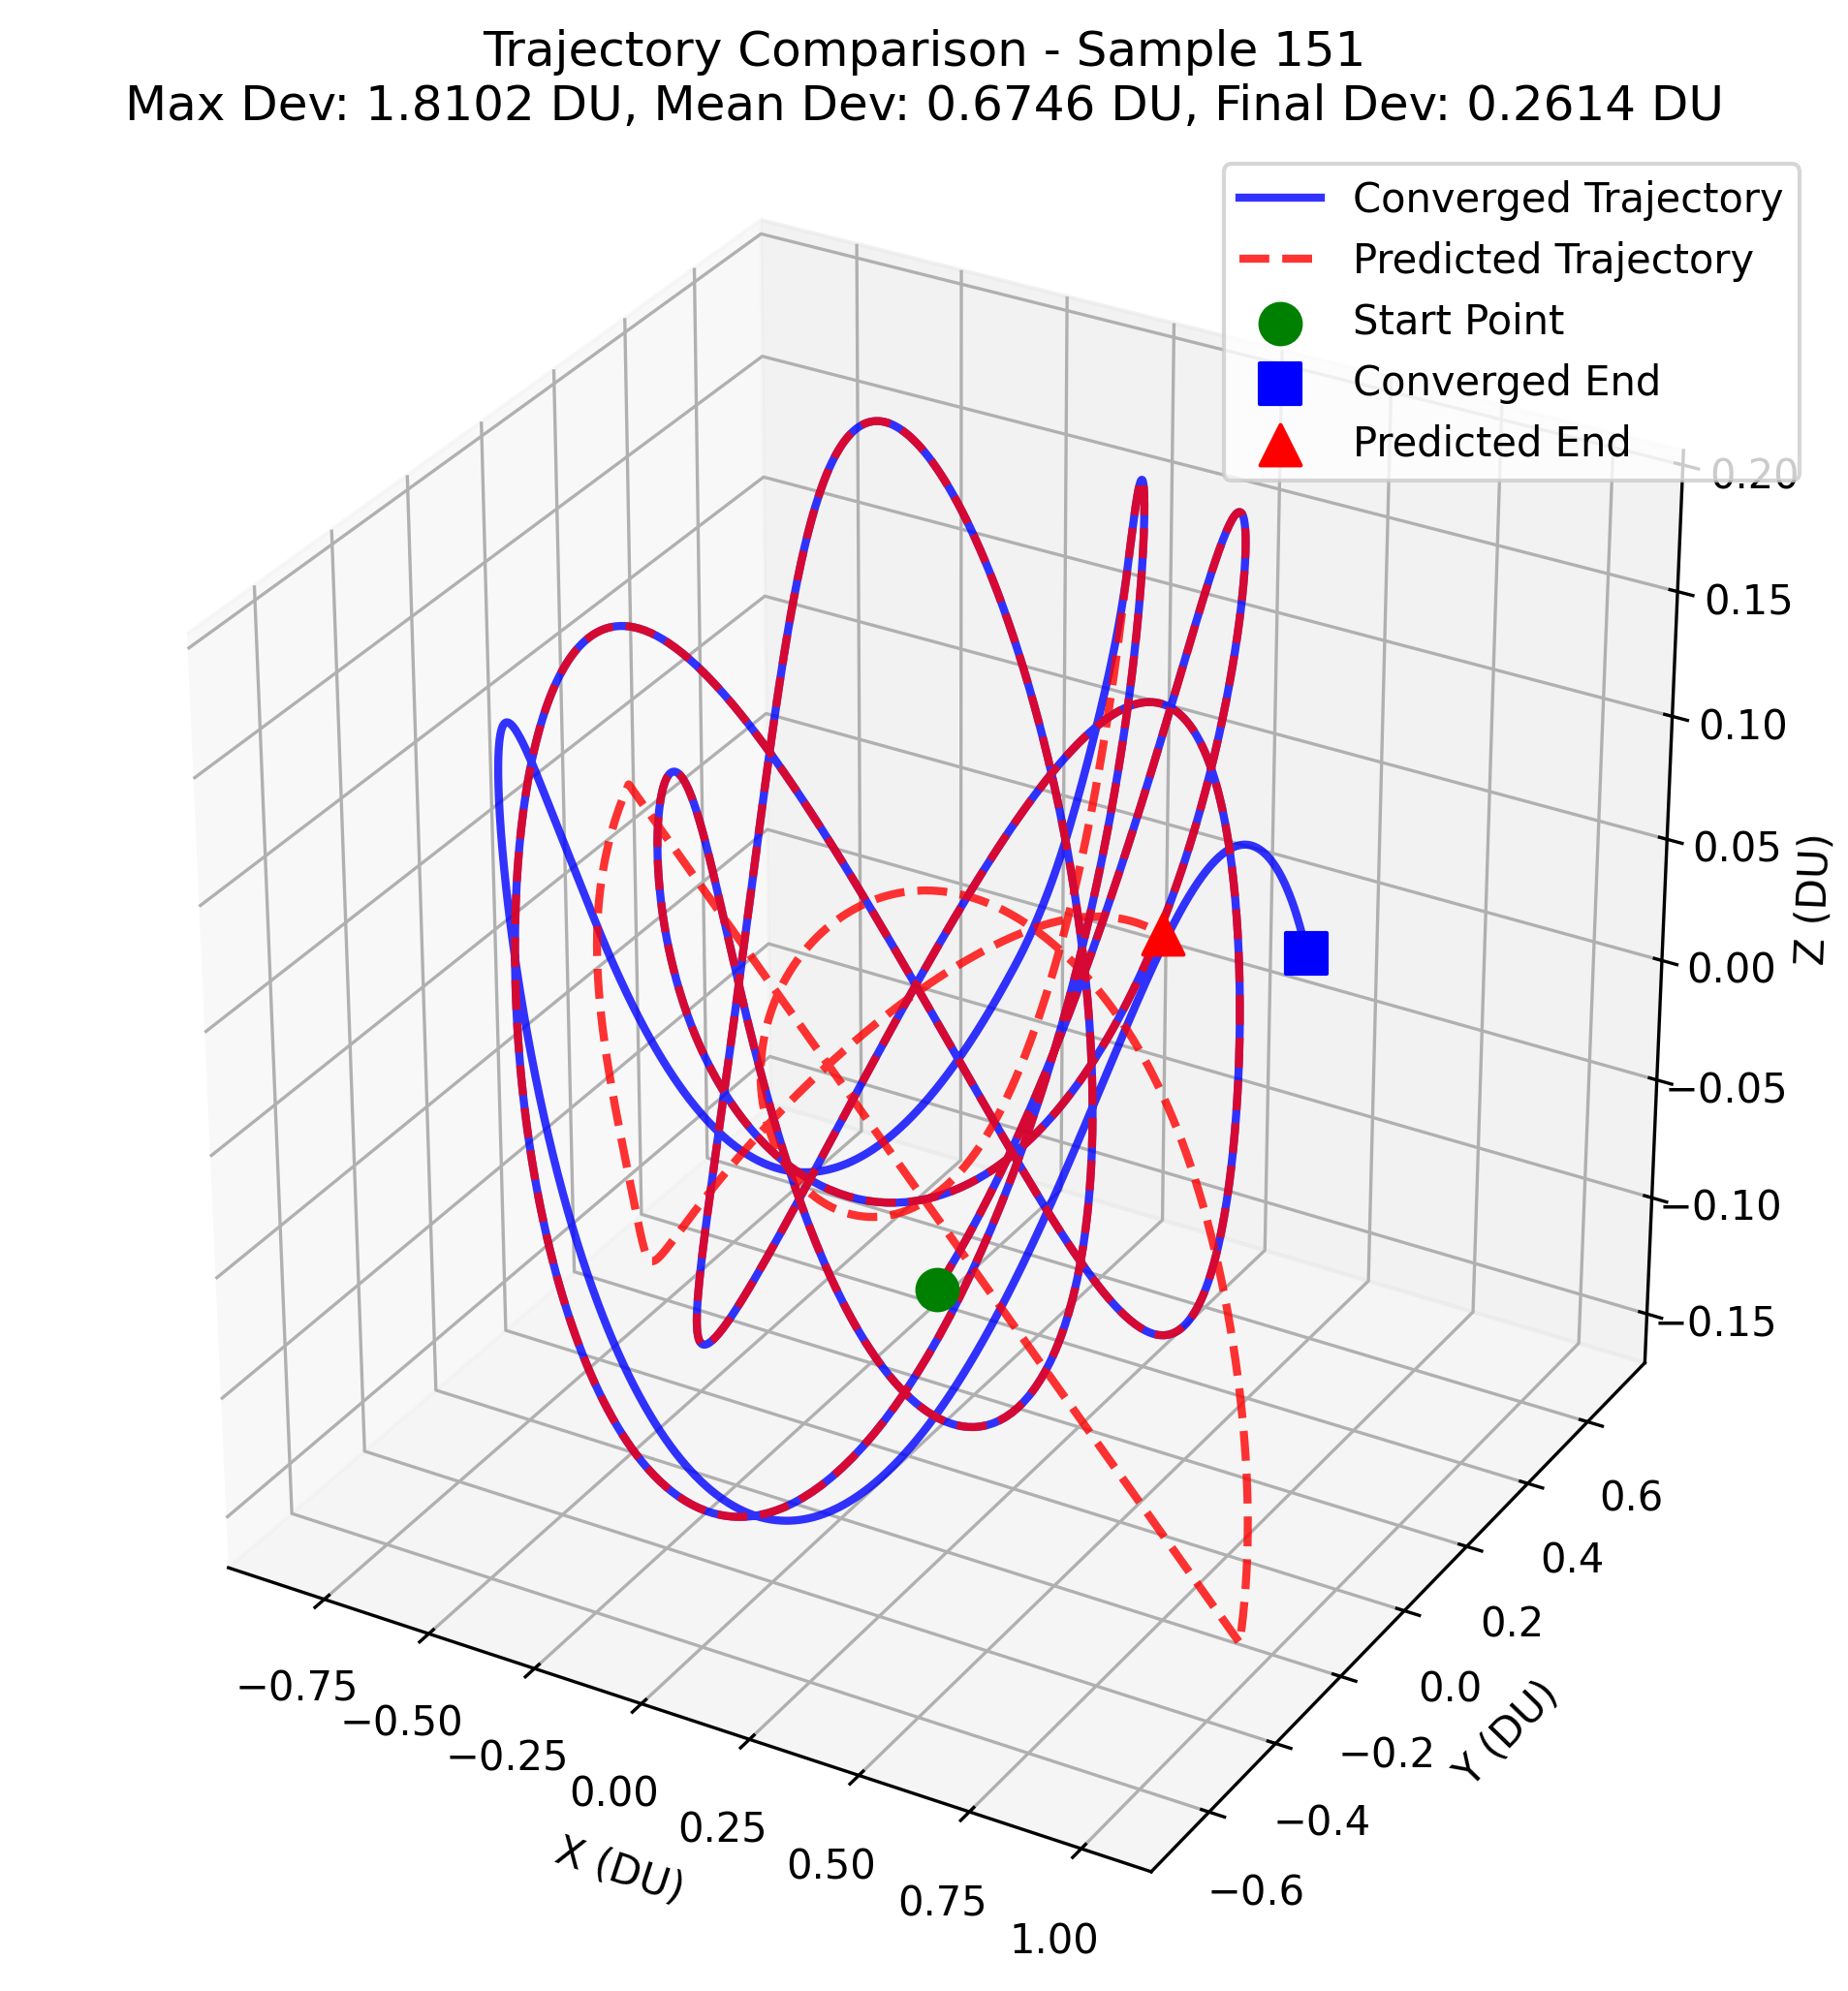 Trajectory Comparison - Sample 151
Max Dev: 1.8102 DU, Mean Dev: 0.6746 DU, Final Dev: 0.2614 DU
Converged Trajectory
Predicted Trajectory
Start Point
Converged End
Predicted End
0.20
0.15
0.10
0.05
0.00
−0.05
−0.10
−0.15
Z (DU)
0.6
0.4
0.2
0.0
−0.2
−0.4
−0.6
Y (DU)
−0.75
−0.50
−0.25
0.00
0.25
0.50
0.75
1.00
X (DU)